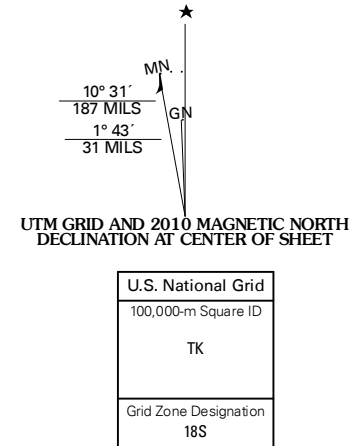 MN
GN
10° 31´
187 MILS
1° 43´
31 MILS
UTM GRID AND 2010 MAGNETIC NORTH
DECLINATION AT CENTER OF SHEET
U.S. National Grid
100,000-m Square ID
TK
Grid Zone Designation
18S